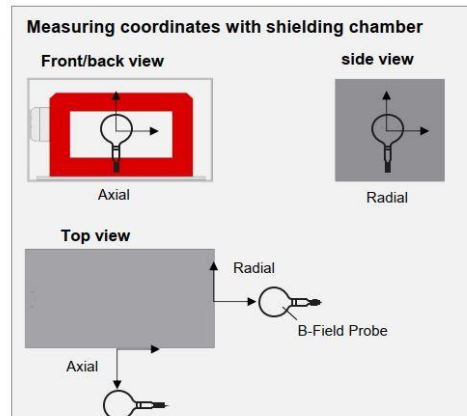 Measuring coordinates with shielding chamber
Front/back view
side view
Axial
Radial
Top view
Radial
B-Field Probe
Axial